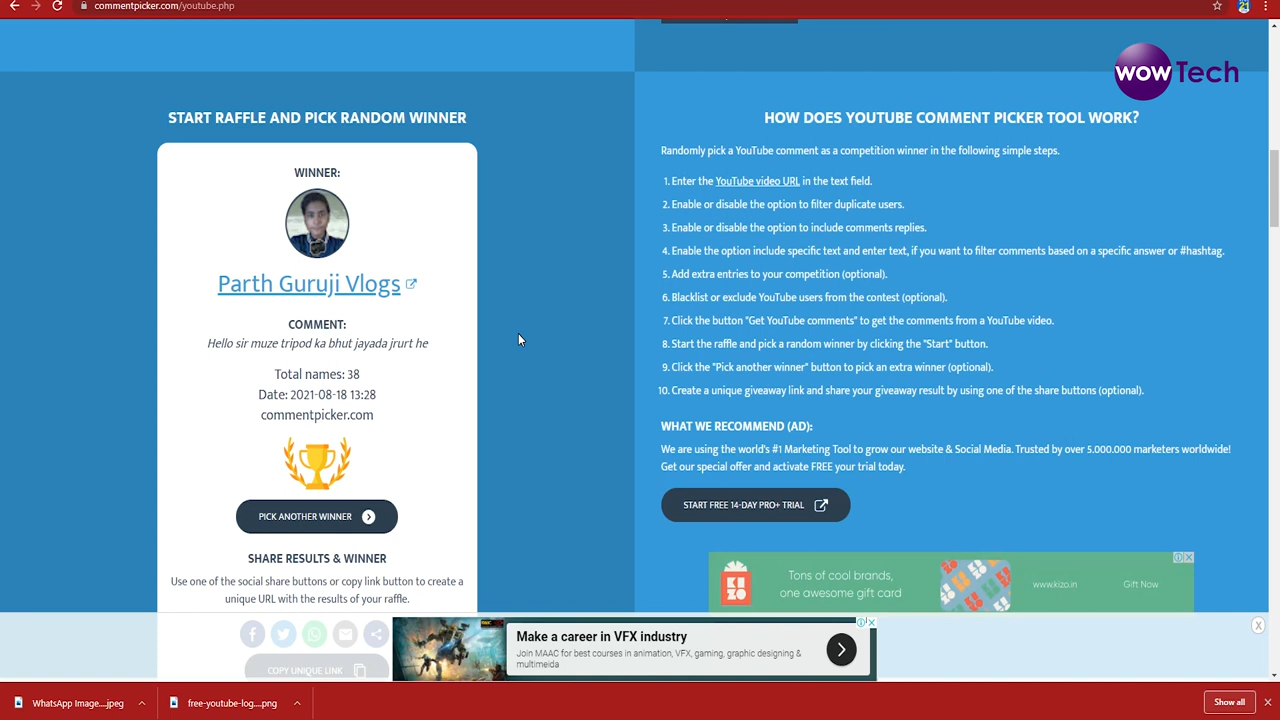 commentpicker.com/youtube.php
wowTech
START RAFFLE AND PICK RANDOM WINNER
WINNER:
Parth Guruji Vlogs
COMMENT:
Hello sir muze tripod ka bhut jayada jrurt he
Total names: 38
Date: 2021-08-18 13:28
commentpicker.com
PICK ANOTHER WINNER
SHARE RESULTS & WINNER
Use one of the social share buttons or copy link button to create a
unique URL with the results of your raffle.
COPY UNIQUE LINK
HOW DOES YOUTUBE COMMENT PICKER TOOL WORK?
Randomly pick a YouTube comment as a competition winner in the following simple steps.
1. Enter the YouTube video URL in the text field.
2. Enable or disable the option to filter duplicate users.
3. Enable or disable the option to include comments replies.
4. Enable the option include specific text and enter text, if you want to filter comments based on a specific answer or #hashtag.
5. Add extra entries to your competition (optional).
6. Blacklist or exclude YouTube users from the contest (optional).
7. Click the button "Get YouTube comments" to get the comments from a YouTube video.
8. Start the raffle and pick a random winner by clicking the "Start" button.
9. Click the "Pick another winner" button to pick an extra winner (optional).
10. Create a unique giveaway link and share your giveaway result by using one of the share buttons (optional).
WHAT WE RECOMMEND (AD):
We are using the world's #1 Marketing Tool to grow our website & Social Media. Trusted by over 5.000.000 marketers worldwide!
Get our special offer and activate FREE your trial today.
START FREE 14-DAY PRO+ TRIAL
KIZO
Tons of cool brands,
one awesome gift card
www.kizo.in
Gift Now
Make a career in VFX industry
Join MAAC for best courses in animation, VFX, gaming, graphic designing &
multimeida
WhatsApp Image....jpeg
free-youtube-log....png
Show all